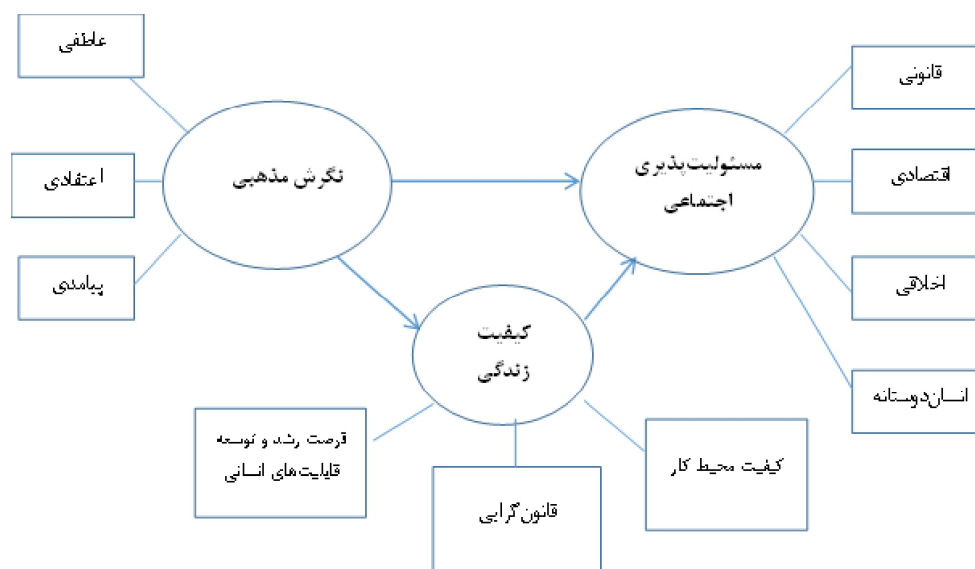 عاطفی
قانونی
نگرش مذهبی
مسئولیت‌پذیری
اجتماعی
اعتقادی
اقتصادی
پیامدی
اخلاقی
کیفیت
زندگی
انسان‌دوستانه
فرصت رشد و توسعه
قابلیت‌های انسانی
قانون‌گرایی
کیفیت محیط کار